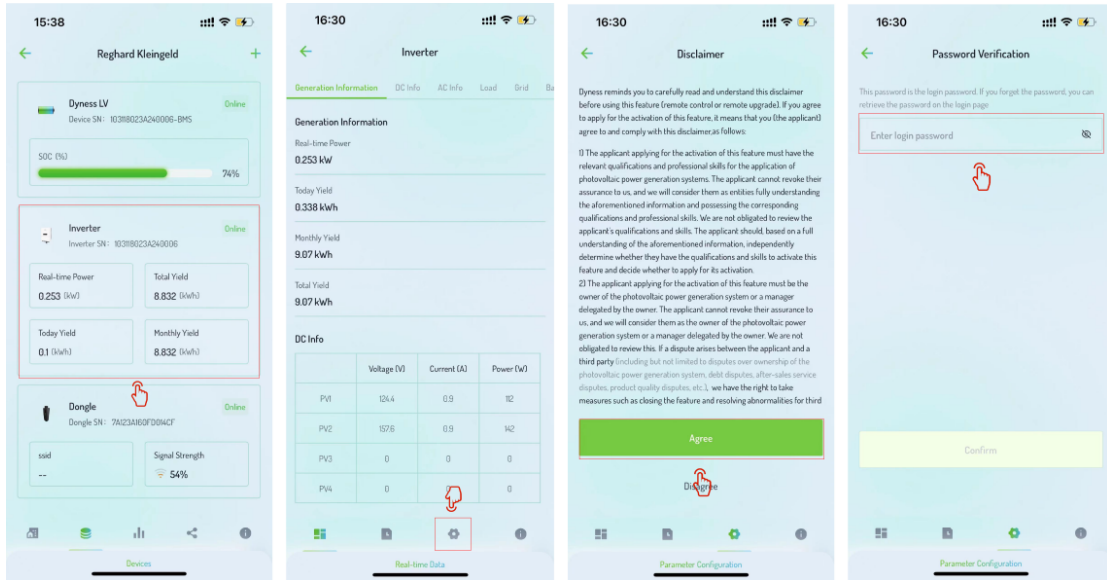 15:38
Reghard Kleingeld
+
Dyness LV
Online
Device SN: 103118023A240006-BMS
SOC (%)
74%
Inverter
Online
Inverter SN: 103118023A240006
Real-time Power
Total Yield
0.253 (kW)
8.832 (kWh)
Today Yield
Monthly Yield
0.1 (kWh)
8.832 (kWh)
Dongle
Online
Dongle SN: 7A123A160FD014CF
ssid
Signal Strength
--
54%
Devices
16:30
Inverter
Generation Information DC Info AC Info Load Grid Ba
Generation Information
Real-time Power
0.253 kW
Today Yield
0.338 kWh
Monthly Yield
9.07 kWh
Total Yield
9.07 kWh
DC Info
Voltage (V) Current (A) Power (W)
PV1 124.4 0.9 112
PV2 157.6 0.9 142
PV3 0 0 0
PV4 0 0 0
Real-time Data
16:30
Disclaimer
Dyness reminds you to carefully read and understand this disclaimer
before using this feature (remote control or remote upgrade). If you agree
to apply for the activation of this feature, it means that you (the applicant)
agree to and comply with this disclaimer,as follows:
1) The applicant applying for the activation of this feature must have the
relevant qualifications and professional skills for the application of
photovoltaic power generation systems. The applicant cannot revoke their
assurance to us, and we will consider them as entities fully understanding
the aforementioned information and possessing the corresponding
qualifications and professional skills. We are not obligated to review the
applicant's qualifications and skills. The applicant should, based on a full
understanding of the aforementioned information, independently
determine whether they have the qualifications and skills to activate this
feature and decide whether to apply for its activation.
2) The applicant applying for the activation of this feature must be the
owner of the photovoltaic power generation system or a manager
delegated by the owner. The applicant cannot revoke their assurance to
us, and we will consider them as the owner of the photovoltaic power
generation system or a manager delegated by the owner. We are not
obligated to review this. If a dispute arises between the applicant and a
third party (including but not limited to disputes over ownership of the
photovoltaic power generation system, debt disputes, after-sales service
disputes, product quality disputes, etc.), we have the right to take
measures such as closing the feature and resolving abnormalities for third
Agree
Disagree
Parameter Configuration
16:30
Password Verification
This password is the login password. If you forget the password, you can
retrieve the password on the login page
Enter login password
Confirm
Parameter Configuration